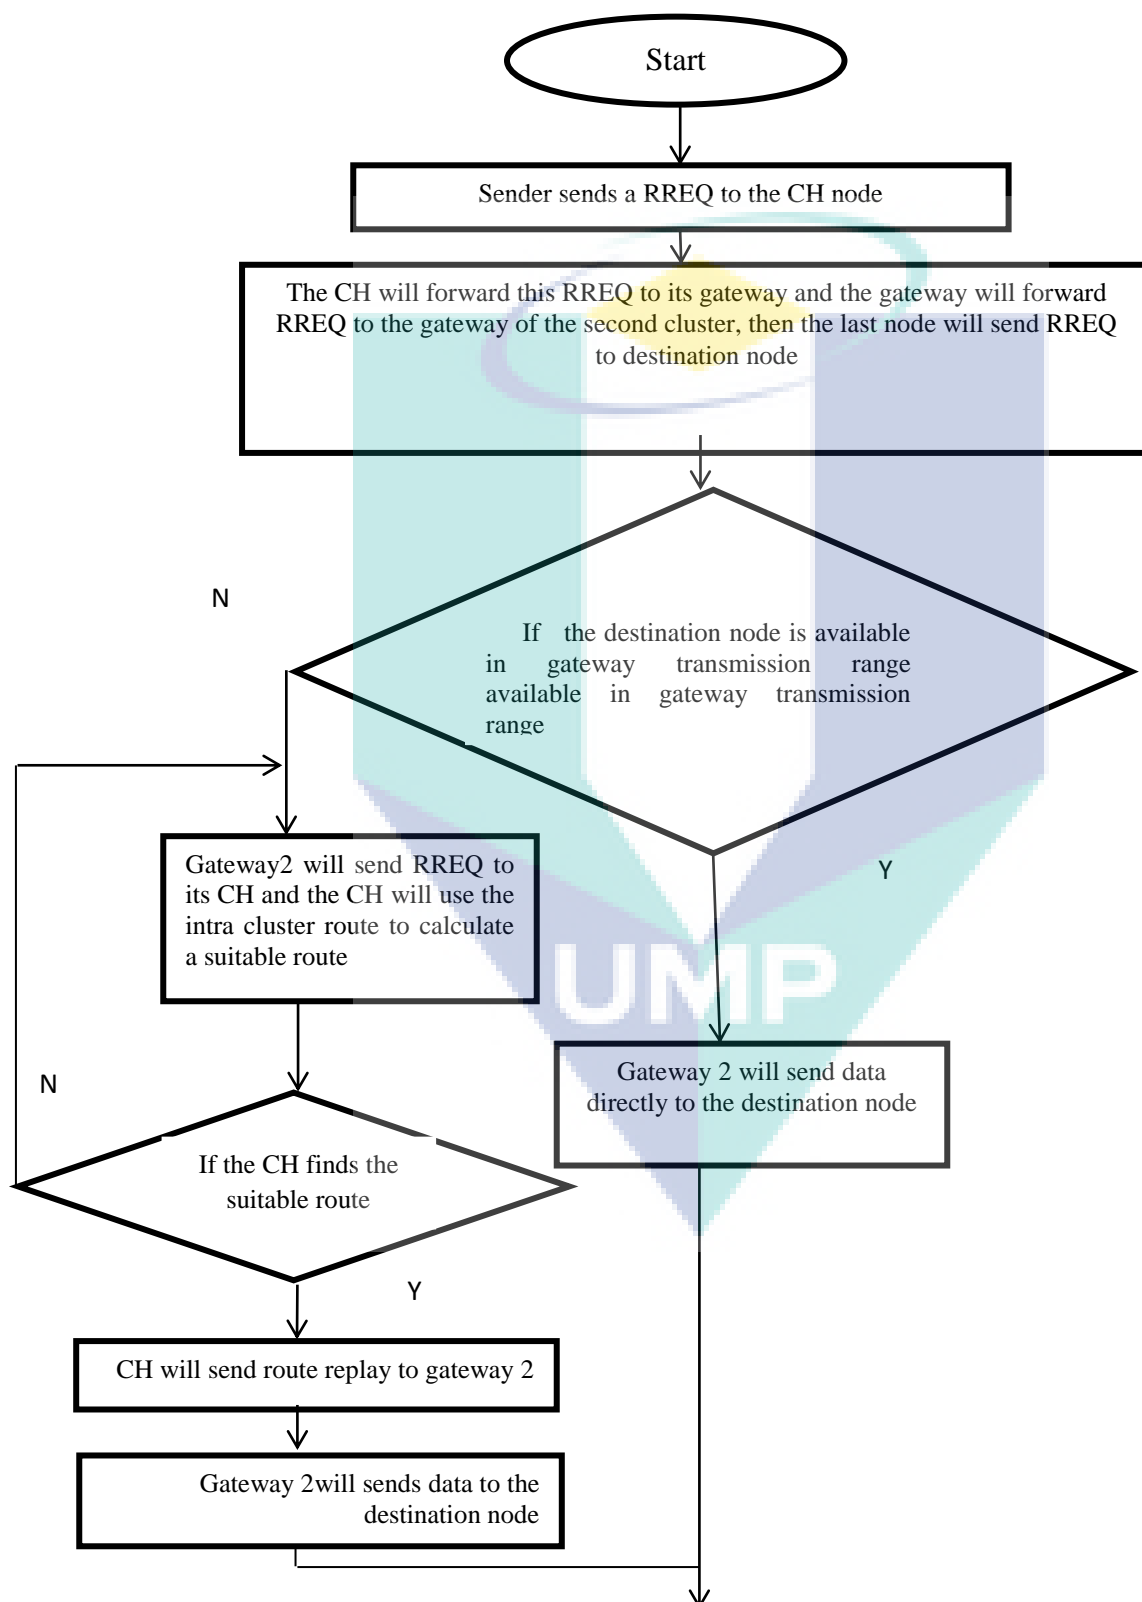 Start
Sender sends a RREQ to the CH node
The CH will forward this RREQ to its gateway and the gateway will forward
RREQ to the gateway of the second cluster, then the last node will send RREQ
to destination node
N
If the destination node is available
in gateway transmission range
available in gateway transmission
range
Gateway2 will send RREQ to
its CH and the CH will use the
intra cluster route to calculate
a suitable route
Y
UMP
N
Gateway 2 will send data
directly to the destination node
If the CH finds the
suitable route
Y
CH will send route replay to gateway 2
Gateway 2will sends data to the
destination node